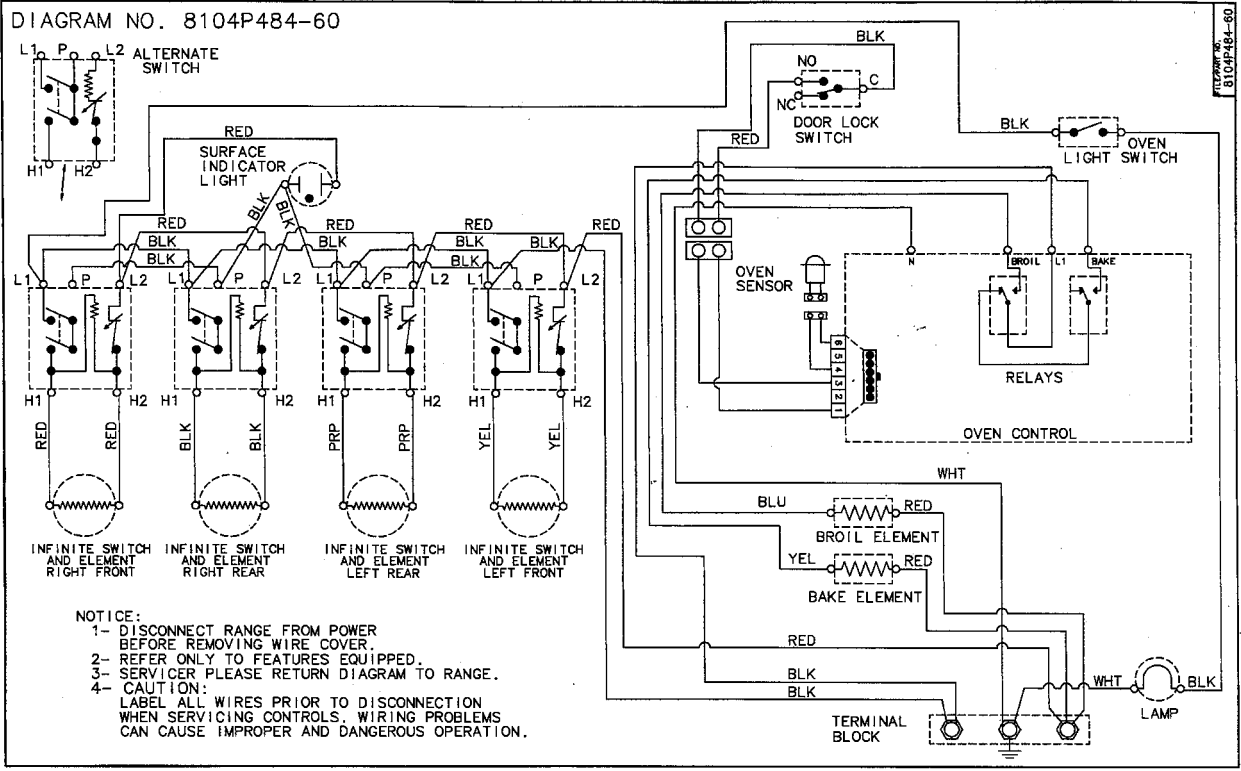 DIAGRAM NO. 8104P484-60
FILE/PART NO.
8104P484-60
L1 P L2 ALTERNATE
SWITCH
H1 H2
RED
SURFACE
INDICATOR
LIGHT
BLK
BLK
BLK
NO
C
NC
DOOR LOCK
SWITCH
RED
BLK
OVEN
LIGHT SWITCH
RED RED RED RED
BLK BLK BLK BLK
BLK BLK BLK
L1 P L2 L1 P L2 L1 P L2 L1 P L2
OVEN
SENSOR
N BROIL L1 BAKE
RELAYS
6
5
4
3
2
1
OVEN CONTROL
H1 H2 H1 H2 H1 H2 H1 H2
RED RED BLK BLK PRP PRP YEL YEL
WHT
BLU RED
BROIL ELEMENT
YEL RED
BAKE ELEMENT
INFINITE SWITCH
AND ELEMENT
RIGHT FRONT
INFINITE SWITCH
AND ELEMENT
RIGHT REAR
INFINITE SWITCH
AND ELEMENT
LEFT REAR
INFINITE SWITCH
AND ELEMENT
LEFT FRONT
NOTICE:
1- DISCONNECT RANGE FROM POWER
BEFORE REMOVING WIRE COVER.
2- REFER ONLY TO FEATURES EQUIPPED.
3- SERVICER PLEASE RETURN DIAGRAM TO RANGE.
4- CAUTION:
LABEL ALL WIRES PRIOR TO DISCONNECTION
WHEN SERVICING CONTROLS. WIRING PROBLEMS
CAN CAUSE IMPROPER AND DANGEROUS OPERATION.
RED
BLK
BLK
WHT BLK
LAMP
TERMINAL
BLOCK